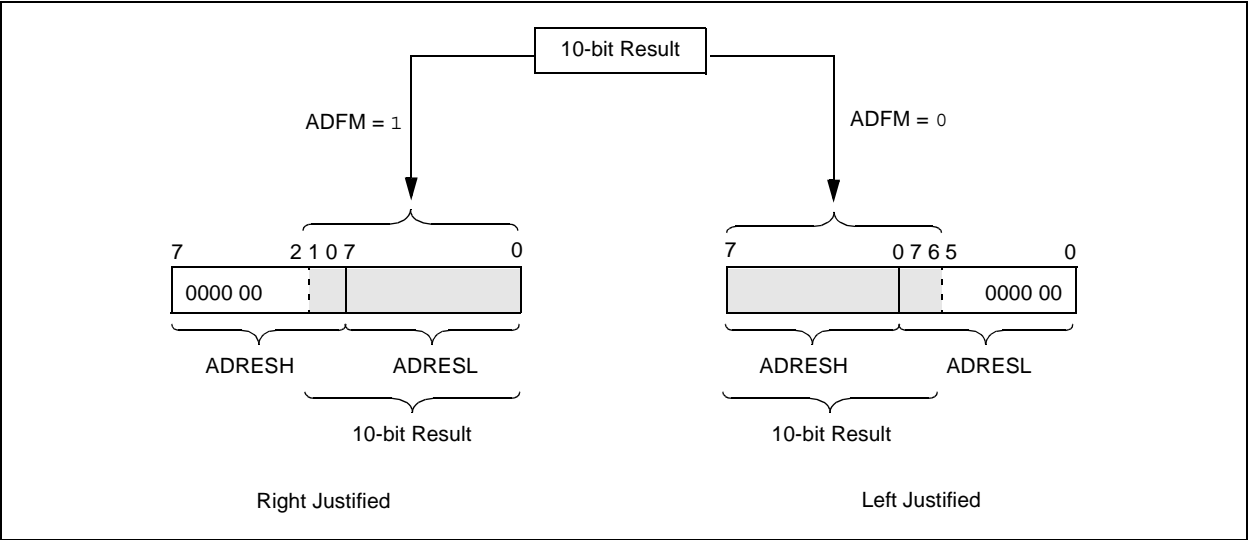 10-bit Result
ADFM = 1
ADFM = 0
7 2 1 0 7 0
7 0 7 6 5 0
0000 00
0000 00
ADRESH ADRESL
ADRESH ADRESL
10-bit Result
10-bit Result
Right Justified
Left Justified